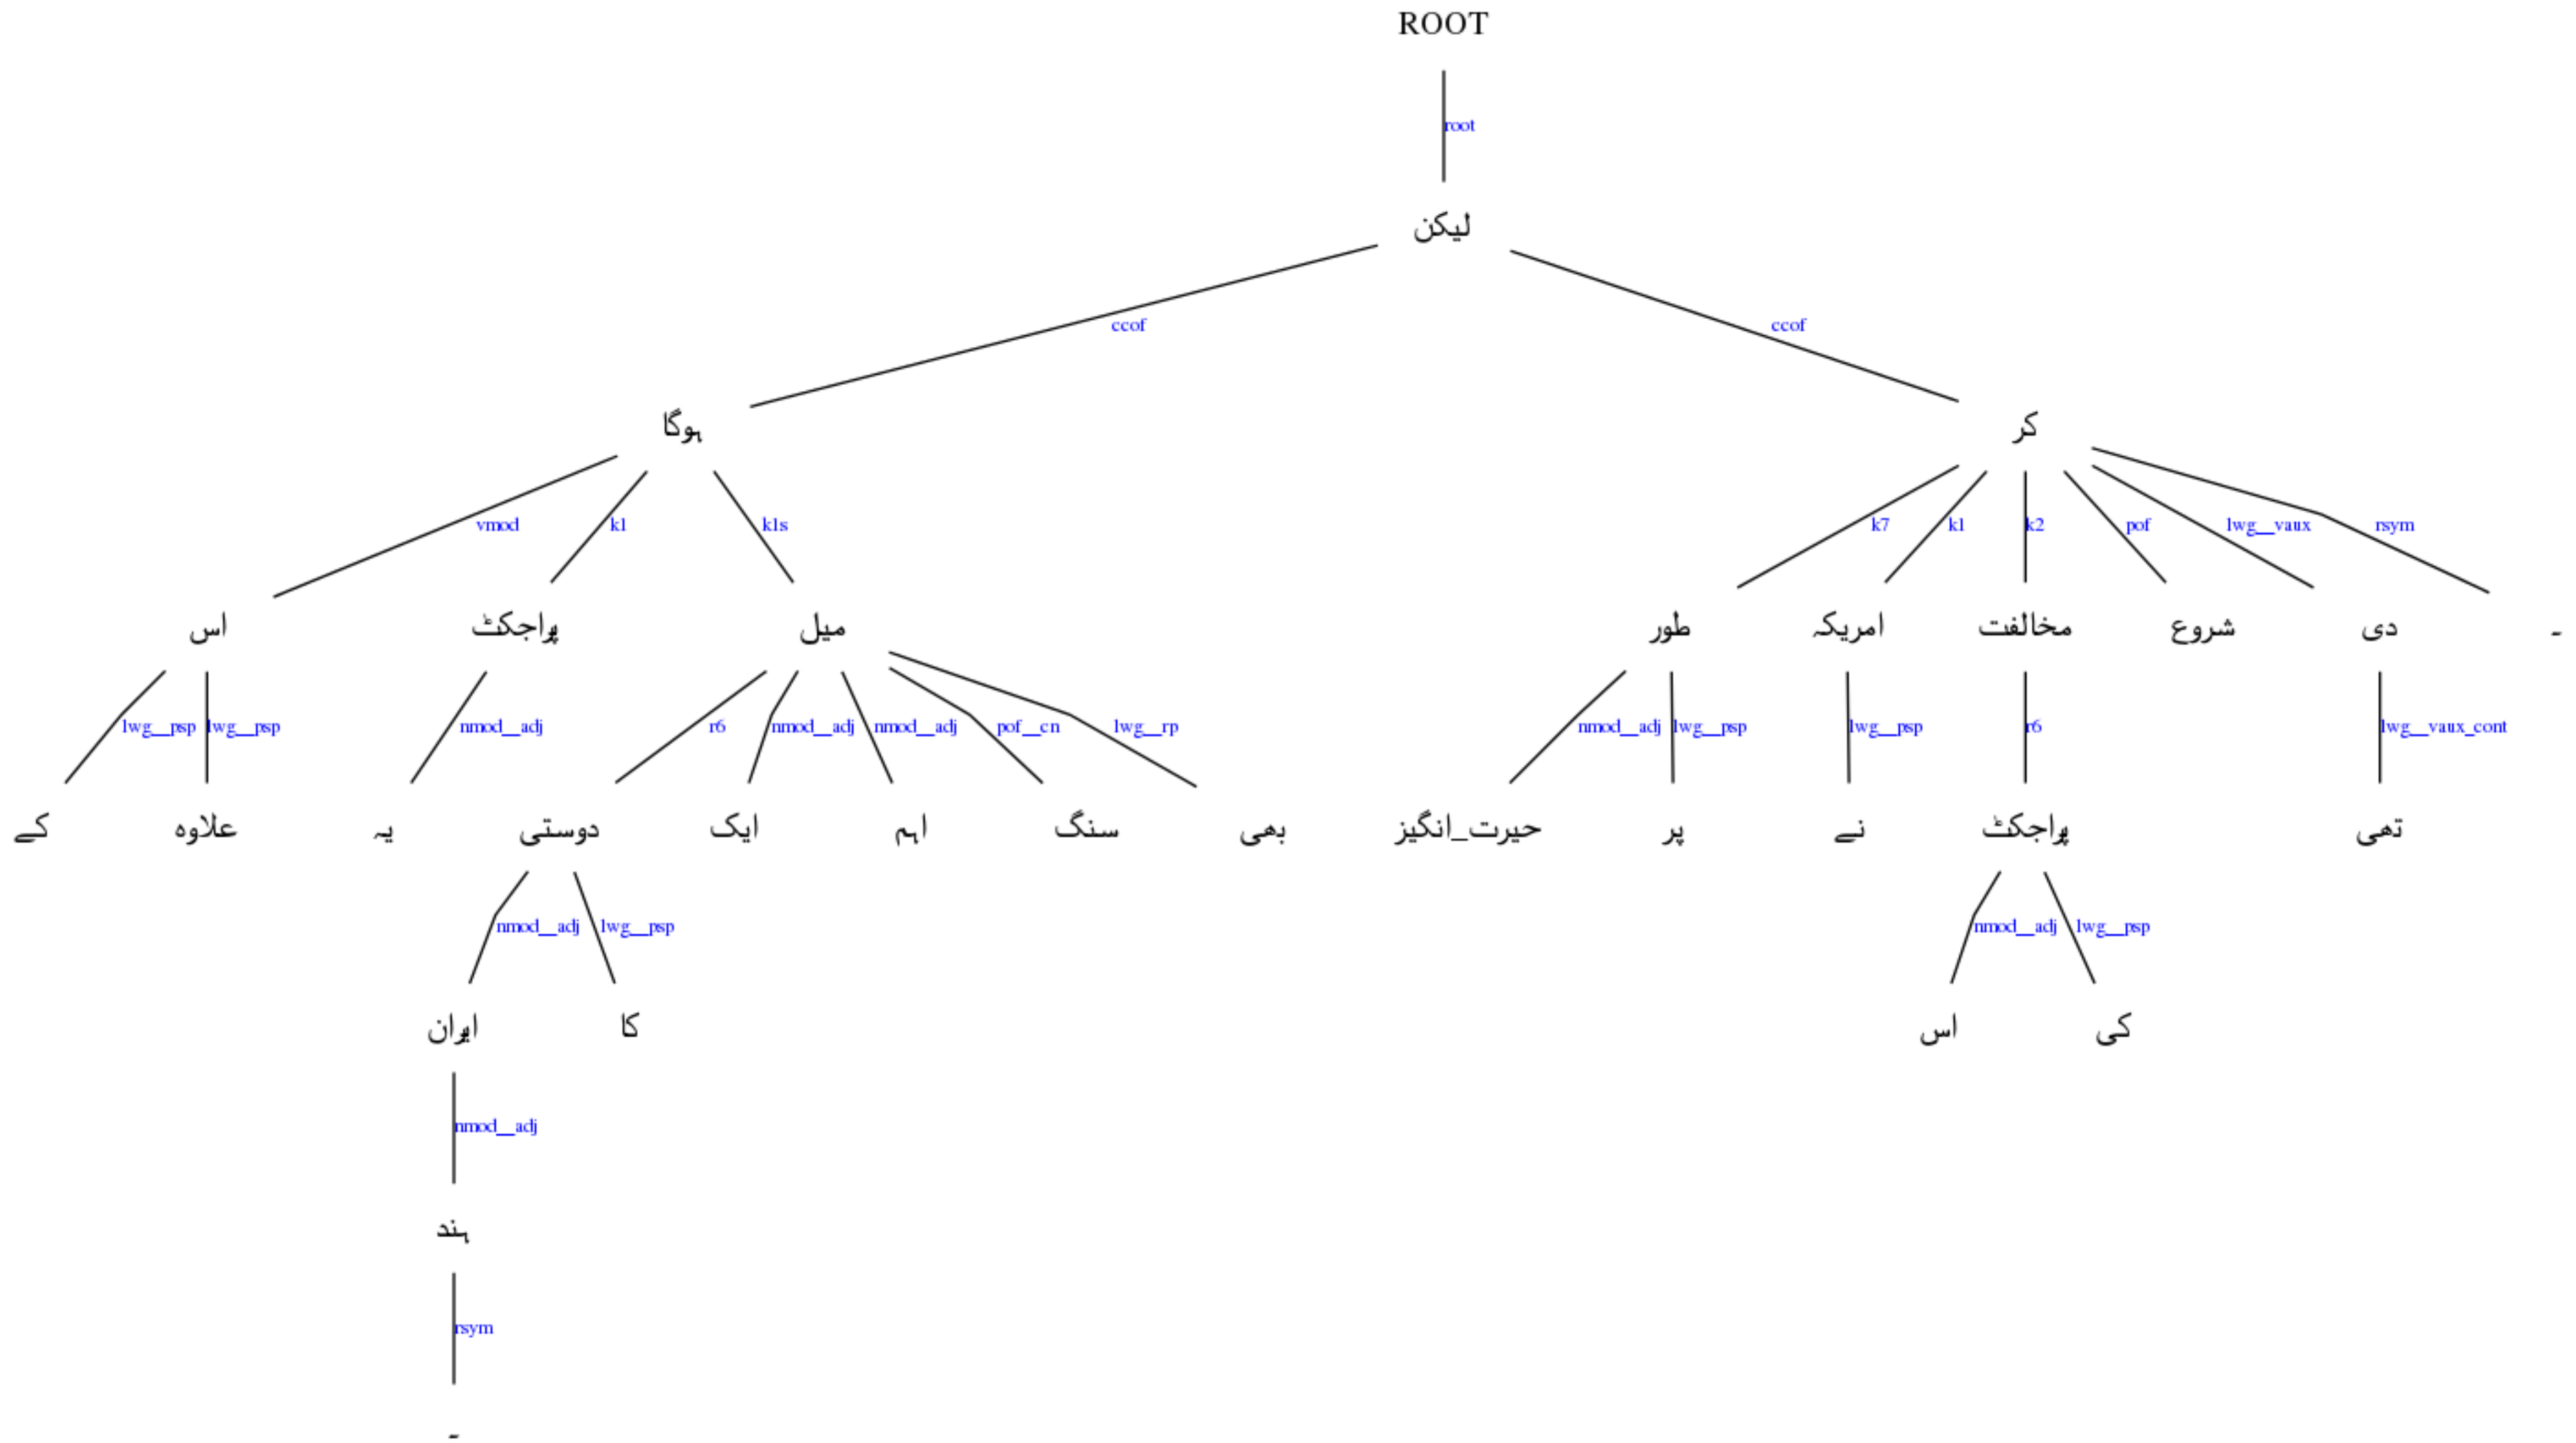 ROOT
root
لیکن
ccof ccof
ہوگا کر
vmod k1 k1s k7 k1 k2 pof lwg__vaux rsym
اس پراجکٹ میل طور امریکہ مخالفت شروع دی ۔
lwg__psp lwg__psp nmod__adj r6 nmod__adj nmod__adj pof__cn lwg__rp nmod__adj lwg__psp lwg__psp r6 lwg__vaux_cont
کے علاوہ یہ دوستی ایک اہم سنگ بھی حیرت_انگیز پر نے پراجکٹ تھی
nmod__adj lwg__psp nmod__adj lwg__psp
ایران کا اس کی
nmod__adj
ہند
rsym
-